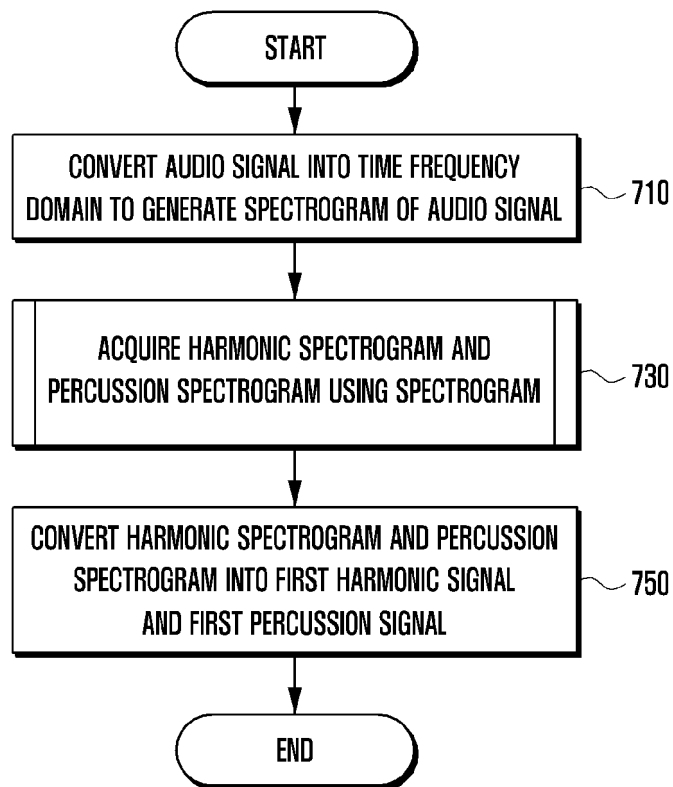 START
CONVERT AUDIO SIGNAL INTO TIME FREQUENCY
DOMAIN TO GENERATE SPECTROGRAM OF AUDIO SIGNAL
710
ACQUIRE HARMONIC SPECTROGRAM AND
PERCUSSION SPECTROGRAM USING SPECTROGRAM
730
CONVERT HARMONIC SPECTROGRAM AND PERCUSSION
SPECTROGRAM INTO FIRST HARMONIC SIGNAL
AND FIRST PERCUSSION SIGNAL
750
END